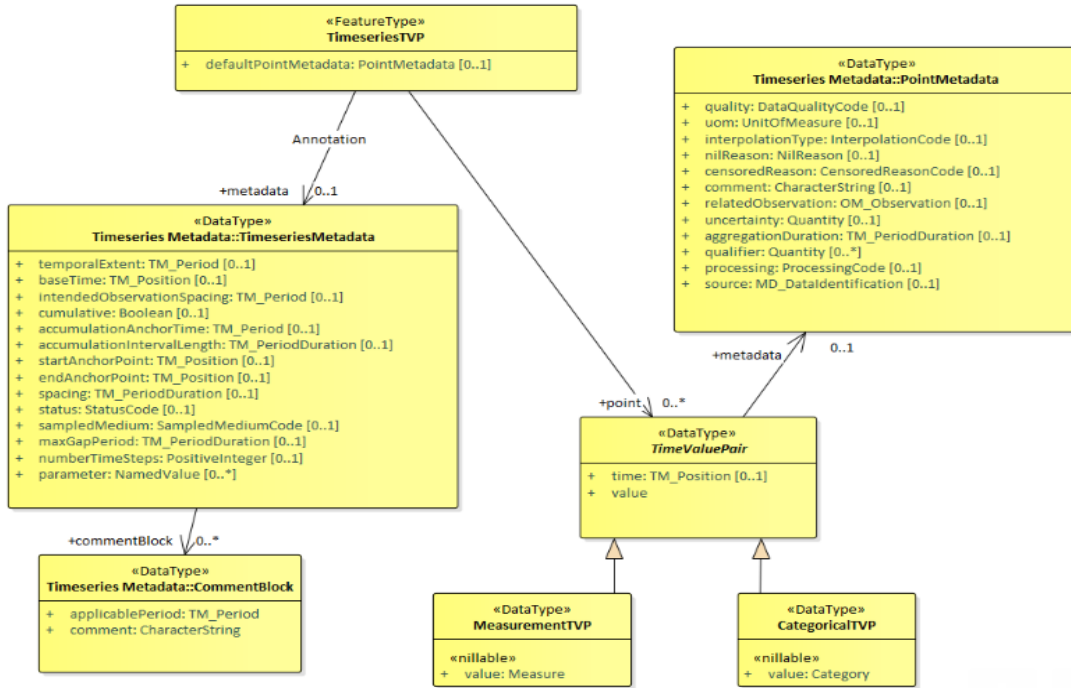 «FeatureType»
TimeseriesTVP
+ defaultPointMetadata: PointMetadata [0..1]
«DataType»
Timeseries Metadata::PointMetadata
+ quality: DataQualityCode [0..1]
+ uom: UnitOfMeasure [0..1]
+ interpolationType: InterpolationCode [0..1]
+ nilReason: NilReason [0..1]
+ censoredReason: CensoredReasonCode [0..1]
+ comment: CharacterString [0..1]
+ relatedObservation: OM_Observation [0..1]
+ uncertainty: Quantity [0..1]
+ aggregationDuration: TM_PeriodDuration [0..1]
+ qualifier: Quantity [0..*]
+ processing: ProcessingCode [0..1]
+ source: MD_DataIdentification [0..1]
Annotation
+metadata 0..1
«DataType»
Timeseries Metadata::TimeseriesMetadata
+ temporalExtent: TM_Period [0..1]
+ baseTime: TM_Position [0..1]
+ intendedObservationSpacing: TM_Period [0..1]
+ cumulative: Boolean [0..1]
+ accumulationAnchorTime: TM_Period [0..1]
+ accumulationIntervalLength: TM_PeriodDuration [0..1]
+ startAnchorPoint: TM_Position [0..1]
+ endAnchorPoint: TM_Position [0..1]
+ spacing: TM_PeriodDuration [0..1]
+ status: StatusCode [0..1]
+ sampledMedium: SampledMediumCode [0..1]
+ maxGapPeriod: TM_PeriodDuration [0..1]
+ numberTimeSteps: PositiveInteger [0..1]
+ parameter: NamedValue [0..*]
+metadata 0..1
+point 0..*
«DataType»
TimeValuePair
+ time: TM_Position [0..1]
+ value
+commentBlock 0..*
«DataType»
Timeseries Metadata::CommentBlock
+ applicablePeriod: TM_Period
+ comment: CharacterString
«DataType»
MeasurementTVP
«nillable»
+ value: Measure
«DataType»
CategoricalTVP
«nillable»
+ value: Category